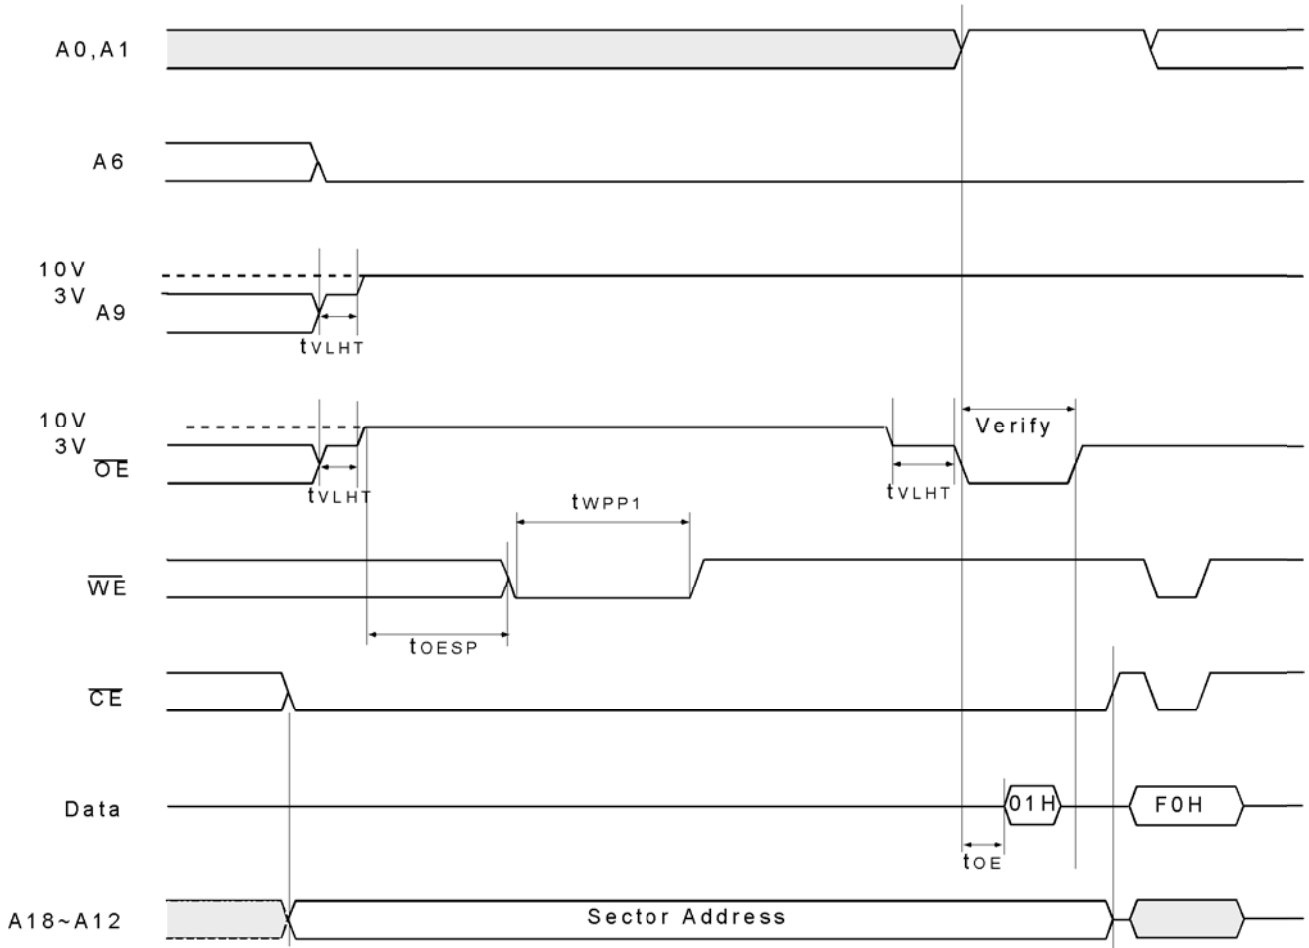 A0,A1
A6
10V
3V
A9
tVLHT
10V
3V
Verify
OE
tVLHT
tVLHT
tWPP1
WE
tOESP
CE
Data
01H
F0H
tOE
A18~A12
Sector Address